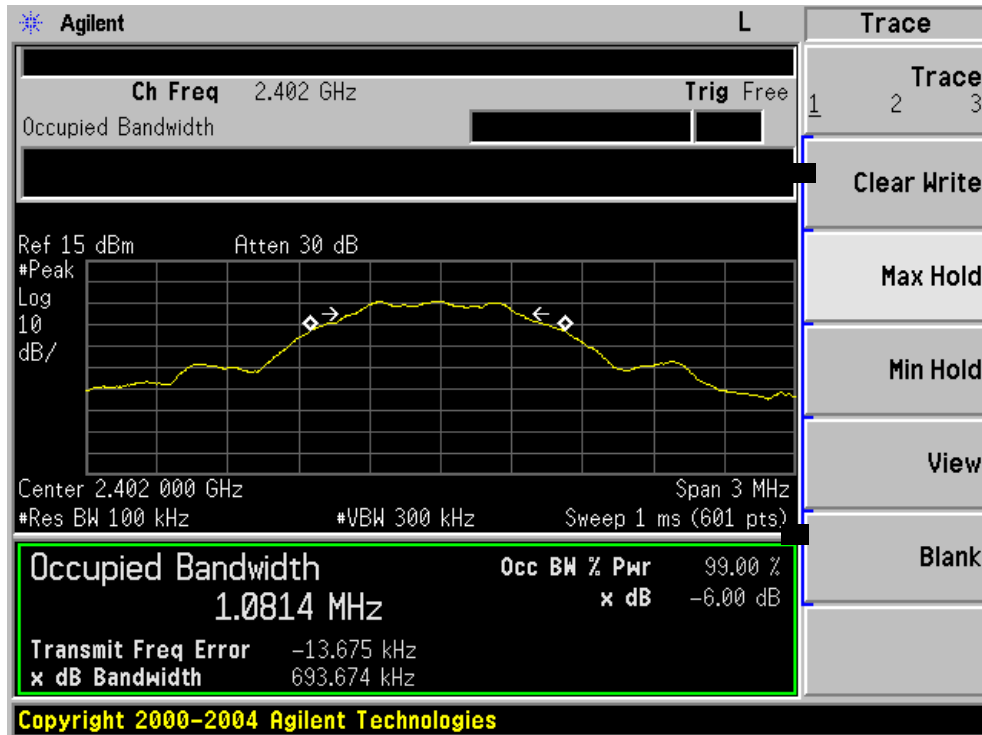 Agilent L Trace
Ch Freq 2.402 GHz Trig Free
Occupied Bandwidth
Trace
1 2 3
Clear Write
Ref 15 dBm Atten 30 dB
#Peak
Log
10
dB/
Max Hold
Min Hold
View
Center 2.402 000 GHz Span 3 MHz
#Res BW 100 kHz #VBW 300 kHz Sweep 1 ms (601 pts)
Blank
Occupied Bandwidth Occ BW % Pwr 99.00 %
1.0814 MHz x dB -6.00 dB
Transmit Freq Error -13.675 kHz
x dB Bandwidth 693.674 kHz
Copyright 2000-2004 Agilent Technologies